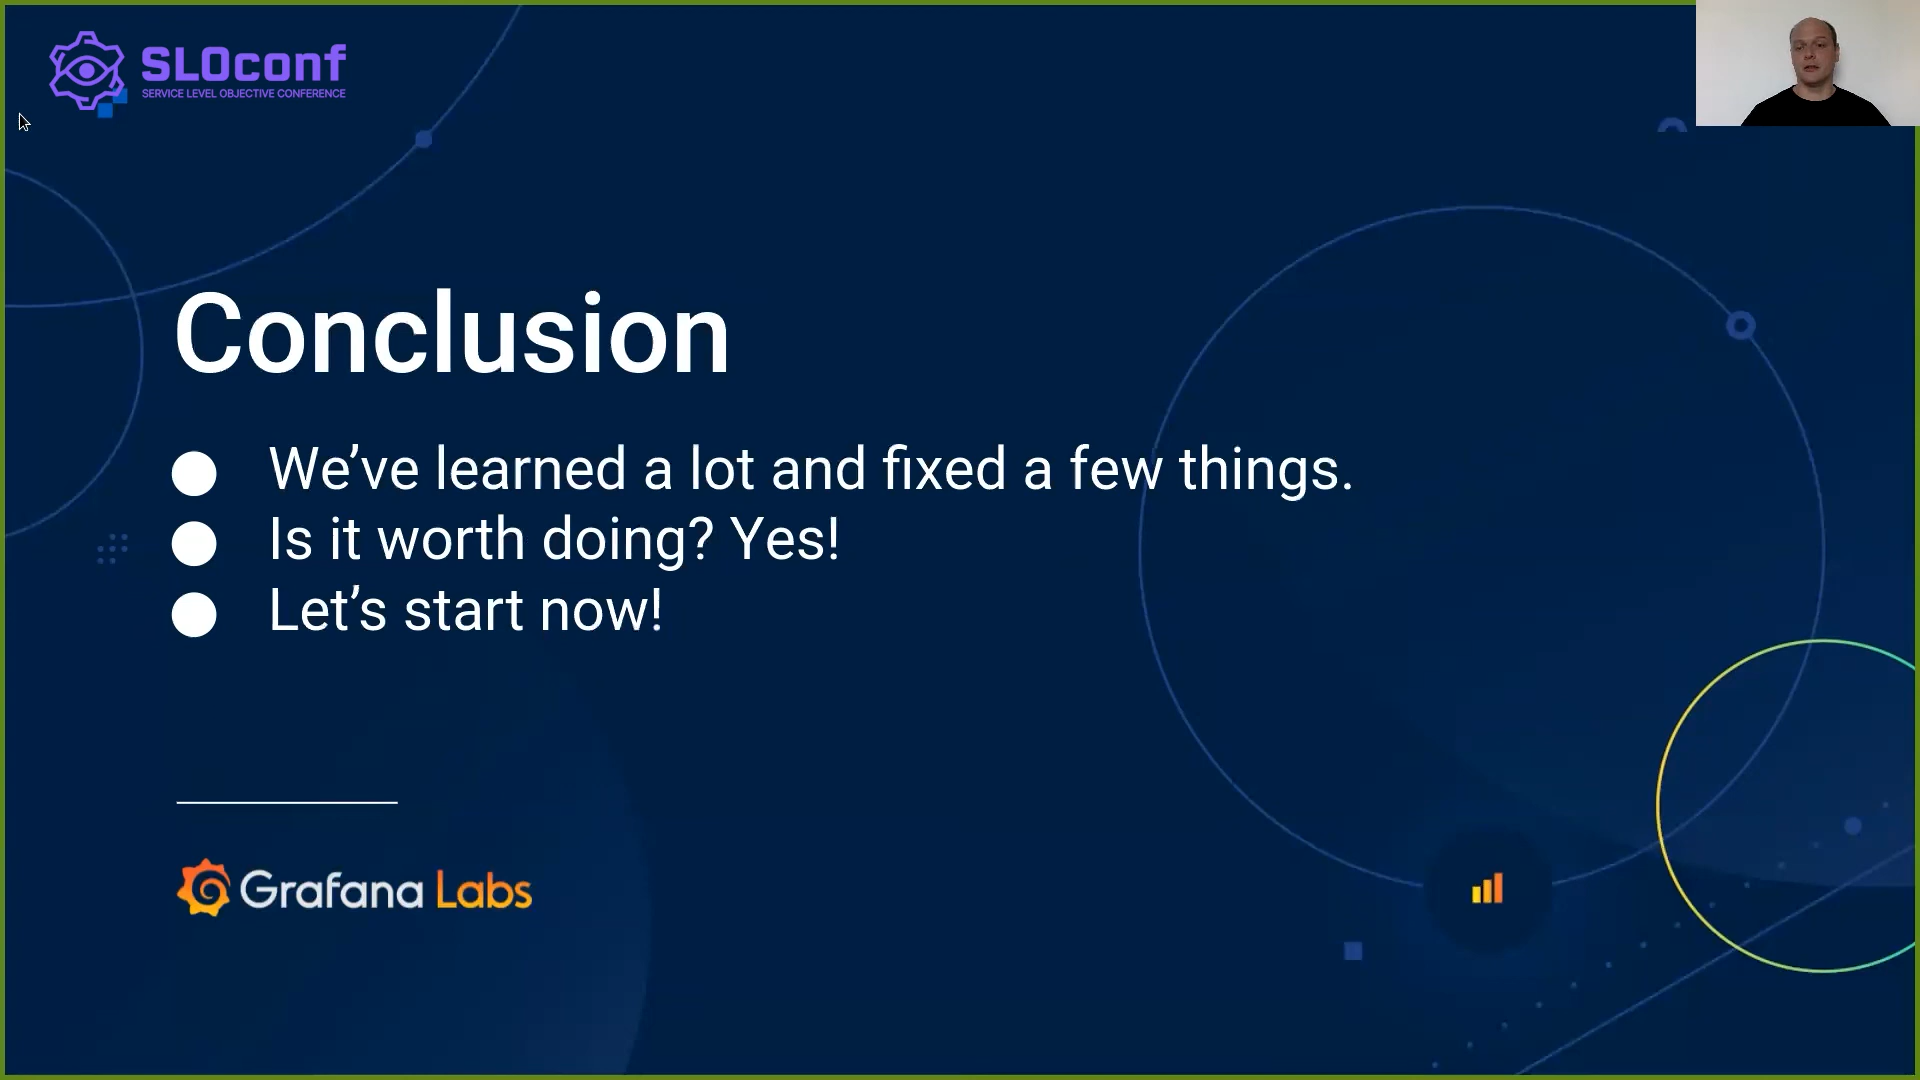 SLOconf
SERVICE LEVEL OBJECTIVE CONFERENCE
Conclusion
● We’ve learned a lot and fixed a few things.
● Is it worth doing? Yes!
● Let’s start now!
Grafana Labs